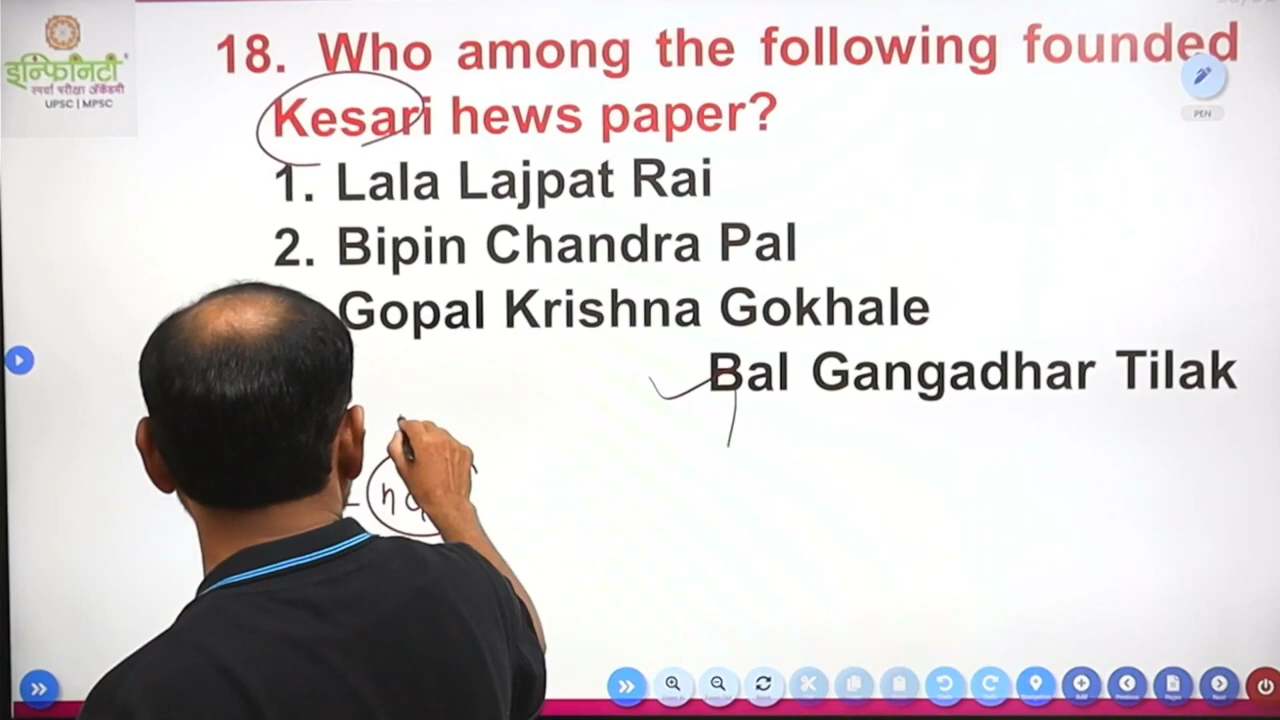 इन्फिनिटी
स्पर्धा परीक्षा अ‍ॅकॅडमी
UPSC | MPSC
18. Who among the following founded
Kesari hews paper?
PEN
1. Lala Lajpat Rai
2. Bipin Chandra Pal
Gopal Krishna Gokhale
Bal Gangadhar Tilak